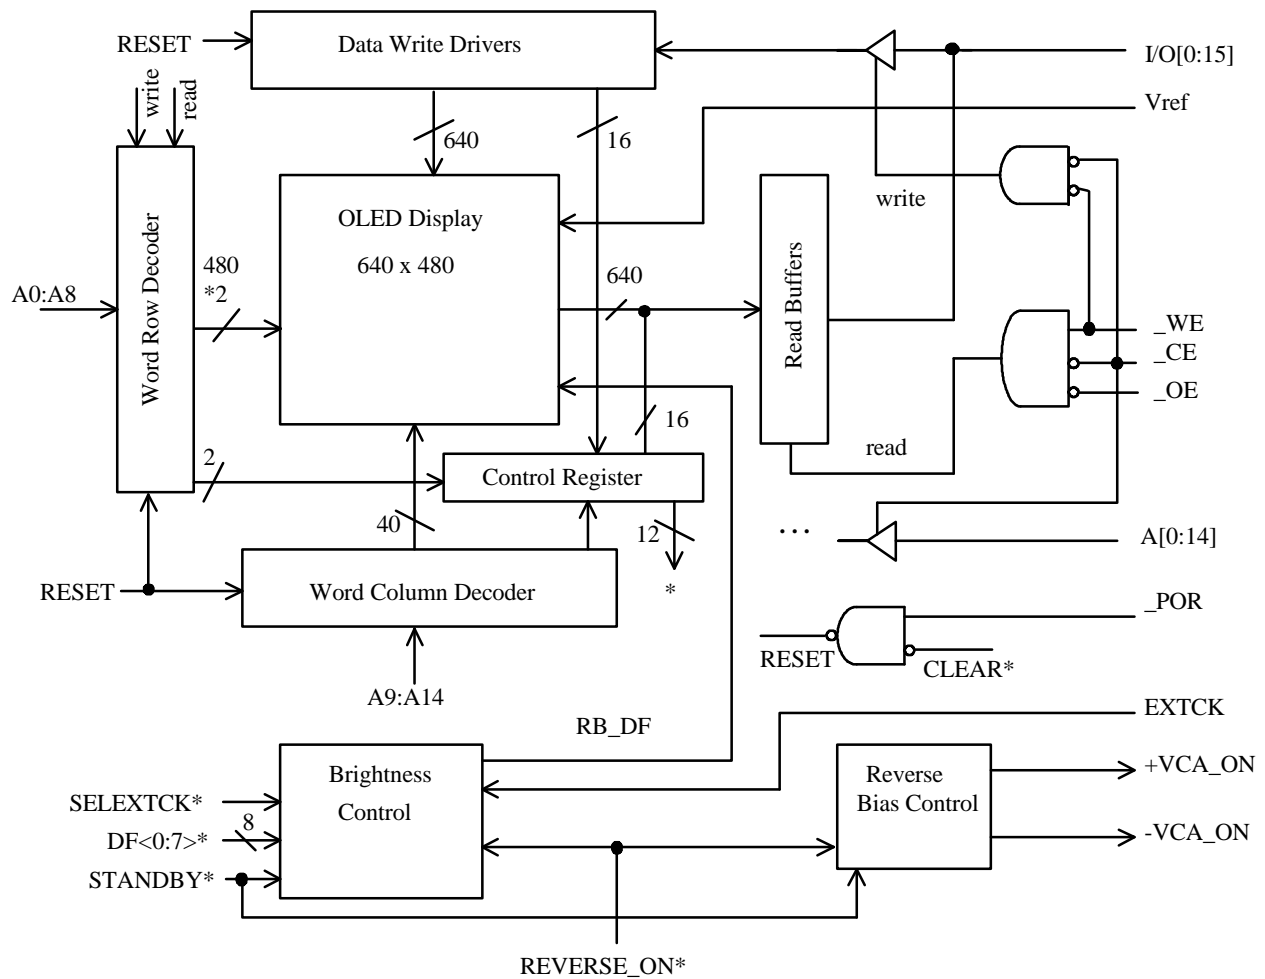 RESET
Data Write Drivers
I/O[0:15]
Vref
write
read
640
16
write
Word Row Decoder
OLED Display
640 x 480
480
*2
A0:A8
640
Read Buffers
_WE
_CE
_OE
16
read
2
Control Register
40
12
*
...
A[0:14]
RESET
Word Column Decoder
_POR
RESET
CLEAR*
A9:A14
RB_DF
EXTCK
Brightness
Control
Reverse
Bias Control
+VCA_ON
-VCA_ON
SELEXTCK*
DF<0:7>*
8
STANDBY*
REVERSE_ON*